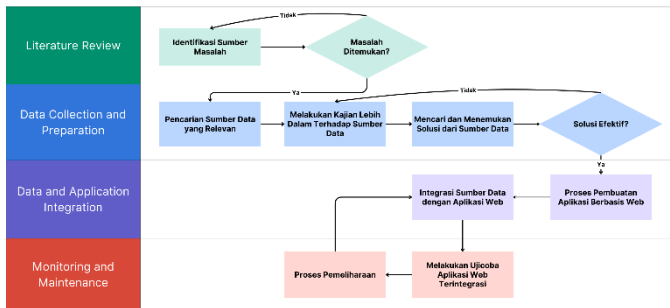 Literature Review
Tidak
Identifikasi Sumber
Masalah
Masalah
Ditemukan?
Ya
Tidak
Data Collection and
Preparation
Pencarian Sumber Data
yang Relevan
Melakukan Kajian Lebih
Dalam Terhadap Sumber
Data
Mencari dan Menemukan
Solusi dari Sumber Data
Solusi Efektif?
Ya
Data and Application
Integration
Integrasi Sumber Data
dengan Aplikasi Web
Proses Pembuatan
Aplikasi Berbasis Web
Monitoring and
Maintenance
Proses Pemeliharaan
Melakukan Ujicoba
Aplikasi Web
Terintegrasi